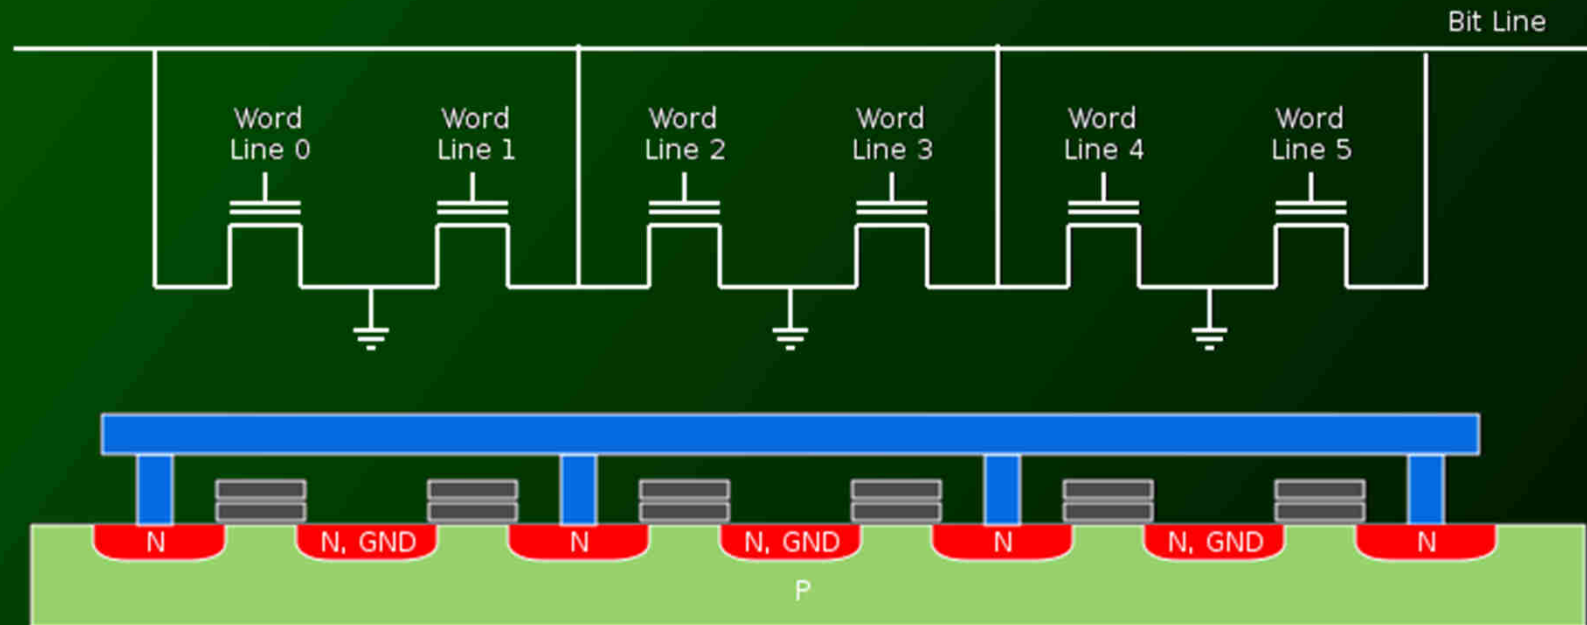 Bit Line
Word
Line 0
Word
Line 1
Word
Line 2
Word
Line 3
Word
Line 4
Word
Line 5
N
N, GND
N
N, GND
N
N, GND
N
P